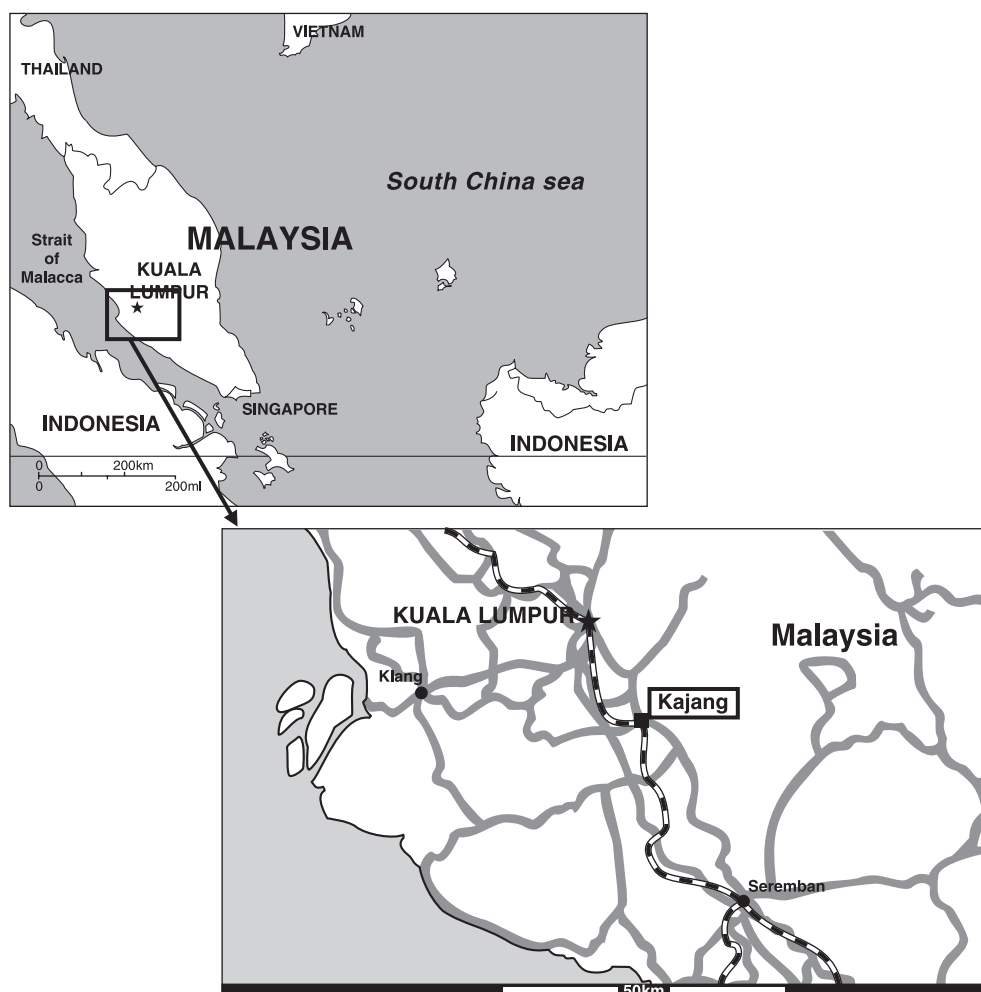 VIETNAM
THAILAND
South China sea
Strait
of
Malacca
MALAYSIA
KUALA
LUMPUR
SINGAPORE
INDONESIA
INDONESIA
0 200km
0 200ml
KUALA LUMPUR
Malaysia
Klang
Kajang
Seremban
50km